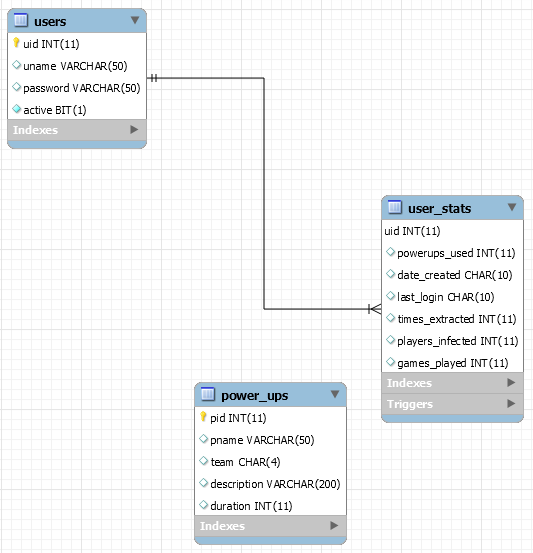 users
uid INT(11)
uname VARCHAR(50)
password VARCHAR(50)
active BIT(1)
Indexes
user_stats
uid INT(11)
powerups_used INT(11)
date_created CHAR(10)
last_login CHAR(10)
times_extracted INT(11)
players_infected INT(11)
games_played INT(11)
Indexes
Triggers
power_ups
pid INT(11)
pname VARCHAR(50)
team CHAR(4)
description VARCHAR(200)
duration INT(11)
Indexes